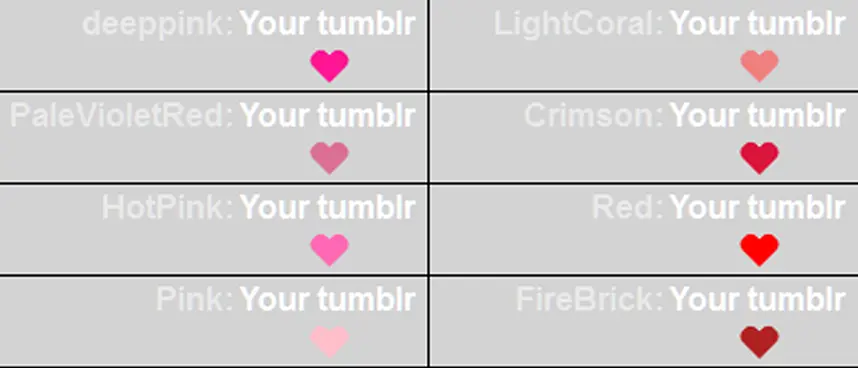 deeppink: Your tumblr
LightCoral: Your tumblr
PaleVioletRed: Your tumblr
Crimson: Your tumblr
HotPink: Your tumblr
Red: Your tumblr
Pink: Your tumblr
FireBrick: Your tumblr